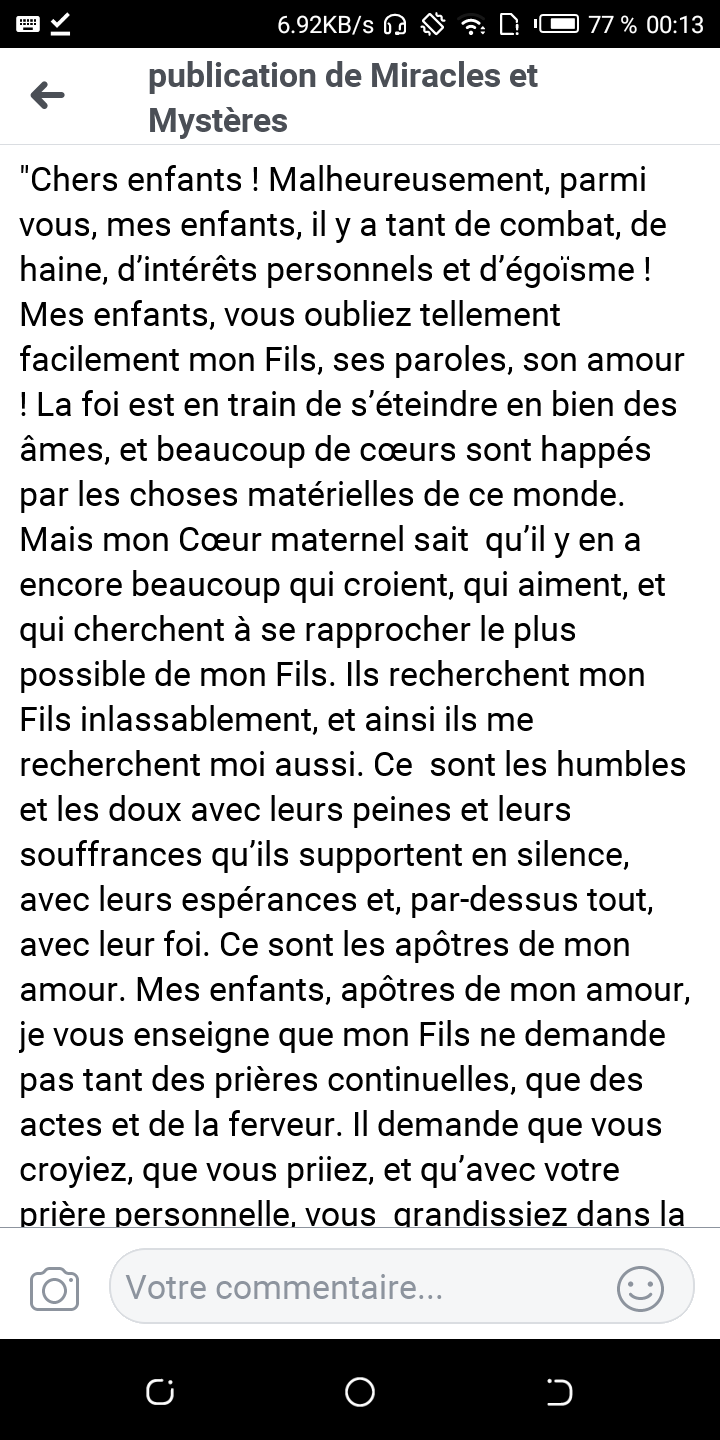 6.92KB/s 77 % 00:13
publication de Miracles et
Mystères
"Chers enfants ! Malheureusement, parmi
vous, mes enfants, il y a tant de combat, de
haine, d’intérêts personnels et d’égoïsme !
Mes enfants, vous oubliez tellement
facilement mon Fils, ses paroles, son amour
! La foi est en train de s’éteindre en bien des
âmes, et beaucoup de cœurs sont happés
par les choses matérielles de ce monde.
Mais mon Cœur maternel sait  qu’il y en a
encore beaucoup qui croient, qui aiment, et
qui cherchent à se rapprocher le plus
possible de mon Fils. Ils recherchent mon
Fils inlassablement, et ainsi ils me
recherchent moi aussi. Ce  sont les humbles
et les doux avec leurs peines et leurs
souffrances qu’ils supportent en silence,
avec leurs espérances et, par-dessus tout,
avec leur foi. Ce sont les apôtres de mon
amour. Mes enfants, apôtres de mon amour,
je vous enseigne que mon Fils ne demande
pas tant des prières continuelles, que des
actes et de la ferveur. Il demande que vous
croyiez, que vous priiez, et qu’avec votre
prière personnelle, vous  grandissiez dans la
Votre commentaire...